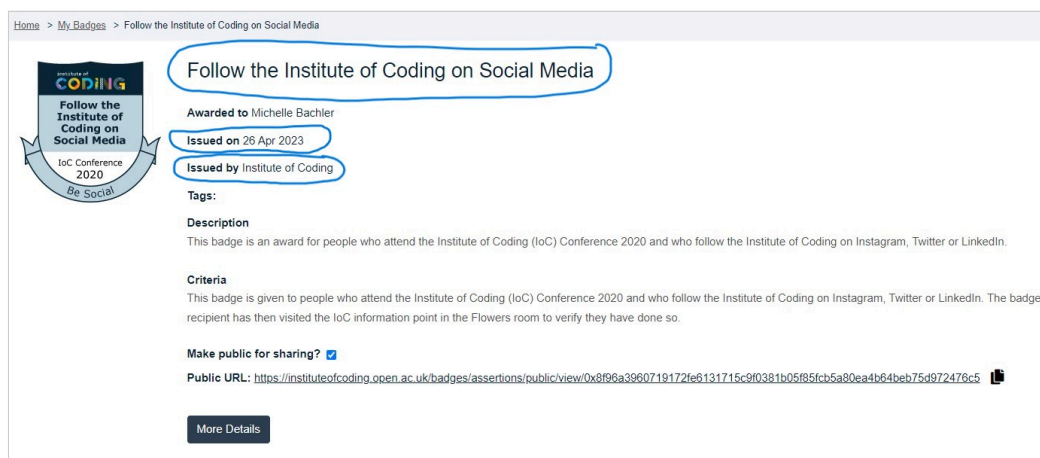 Home > My Badges > Follow the Institute of Coding on Social Media
institute of
CODiNG
Follow the
Institute of
Coding on
Social Media
IoC Conference
2020
Be Social
Follow the Institute of Coding on Social Media
Awarded to Michelle Bachler
Issued on 26 Apr 2023
Issued by Institute of Coding
Tags:
Description
This badge is an award for people who attend the Institute of Coding (IoC) Conference 2020 and who follow the Institute of Coding on Instagram, Twitter or LinkedIn.
Criteria
This badge is given to people who attend the Institute of Coding (IoC) Conference 2020 and who follow the Institute of Coding on Instagram, Twitter or LinkedIn. The badge
recipient has then visited the IoC information point in the Flowers room to verify they have done so.
Make public for sharing?
Public URL: https://instituteofcoding.open.ac.uk/badges/assertions/public/view/0x8f96a3960719172fe6131715c9f0381b05f85fcb5a80ea4b64beb75d972476c5
More Details